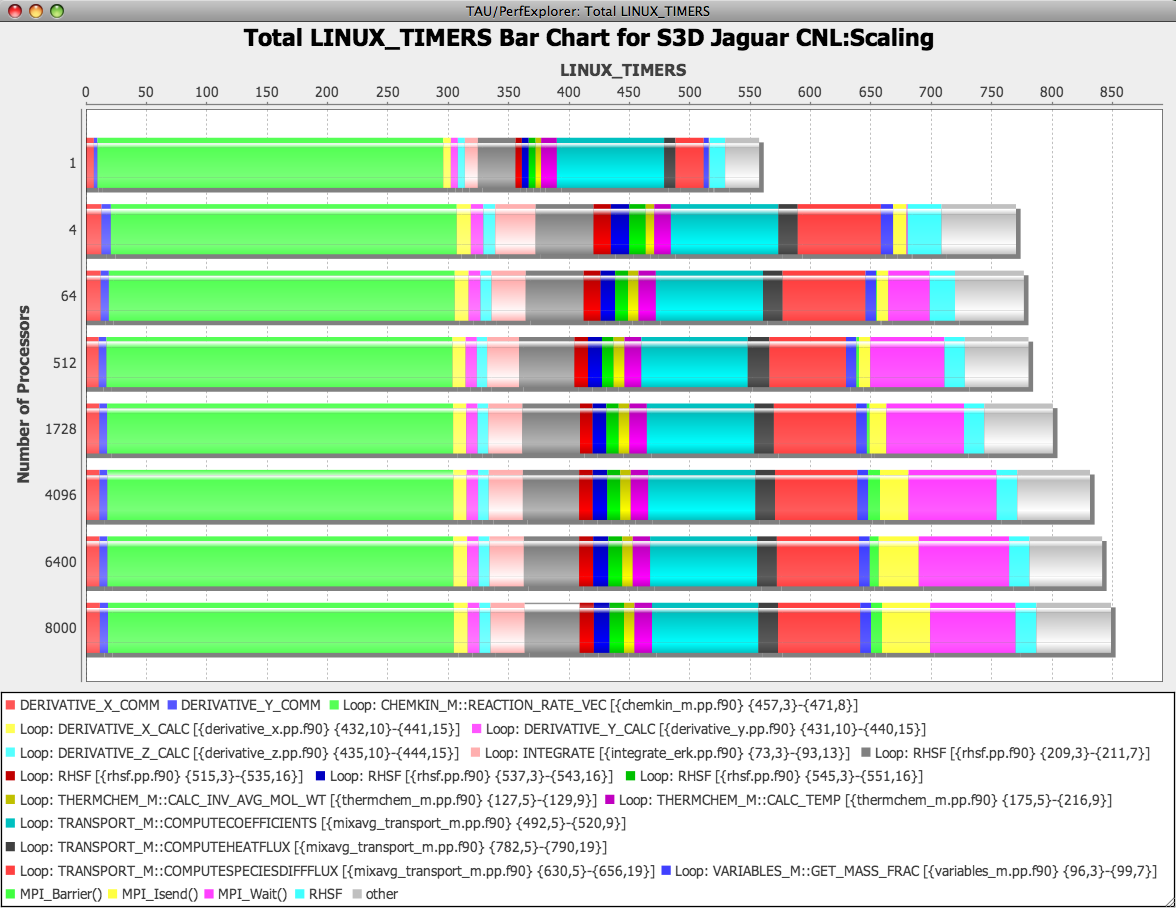 TAU/PerfExplorer: Total LINUX_TIMERS
Total LINUX_TIMERS Bar Chart for S3D Jaguar CNL:Scaling
LINUX_TIMERS
0 50 100 150 200 250 300 350 400 450 500 550 600 650 700 750 800 850
Number of Processors
1
4
64
512
1728
4096
6400
8000
DERIVATIVE_X_COMM DERIVATIVE_Y_COMM Loop: CHEMKIN_M::REACTION_RATE_VEC [{chemkin_m.pp.f90} {457,3}-{471,8}]
Loop: DERIVATIVE_X_CALC [{derivative_x.pp.f90} {432,10}-{441,15}] Loop: DERIVATIVE_Y_CALC [{derivative_y.pp.f90} {431,10}-{440,15}]
Loop: DERIVATIVE_Z_CALC [{derivative_z.pp.f90} {435,10}-{444,15}] Loop: INTEGRATE [{integrate_erk.pp.f90} {73,3}-{93,13}] Loop: RHSF [{rhsf.pp.f90} {209,3}-{211,7}]
Loop: RHSF [{rhsf.pp.f90} {515,3}-{535,16}] Loop: RHSF [{rhsf.pp.f90} {537,3}-{543,16}] Loop: RHSF [{rhsf.pp.f90} {545,3}-{551,16}]
Loop: THERMCHEM_M::CALC_INV_AVG_MOL_WT [{thermchem_m.pp.f90} {127,5}-{129,9}] Loop: THERMCHEM_M::CALC_TEMP [{thermchem_m.pp.f90} {175,5}-{216,9}]
Loop: TRANSPORT_M::COMPUTECOEFFICIENTS [{mixavg_transport_m.pp.f90} {492,5}-{520,9}]
Loop: TRANSPORT_M::COMPUTEHEATFLUX [{mixavg_transport_m.pp.f90} {782,5}-{790,19}]
Loop: TRANSPORT_M::COMPUTESPECIESDIFFFLUX [{mixavg_transport_m.pp.f90} {630,5}-{656,19}] Loop: VARIABLES_M::GET_MASS_FRAC [{variables_m.pp.f90} {96,3}-{99,7}]
MPI_Barrier() MPI_Isend() MPI_Wait() RHSF other